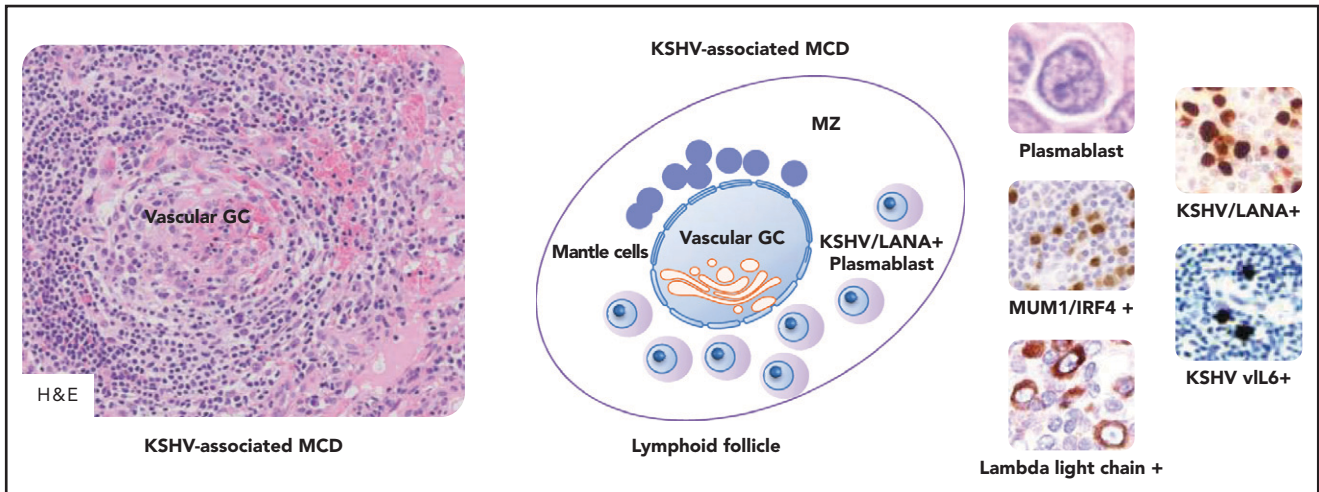 Vascular GC
H&E
KSHV-associated MCD
KSHV-associated MCD
MZ
Mantle cells
Vascular GC
KSHV/LANA+
Plasmablast
Lymphoid follicle
Plasmablast
MUM1/IRF4 +
Lambda light chain +
KSHV/LANA+
KSHV vIL6+